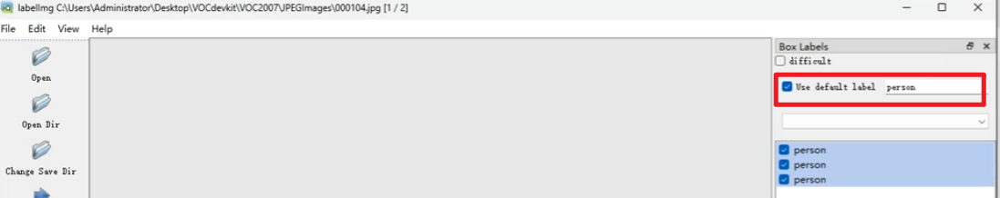 labelImg C:\Users\Administrator\Desktop\VOCdevkit\VOC2007\JPEGImages\000104.jpg [1 / 2]
File Edit View Help
Open
Open Dir
Change Save Dir
Box Labels
difficult
Use default label person
person
person
person